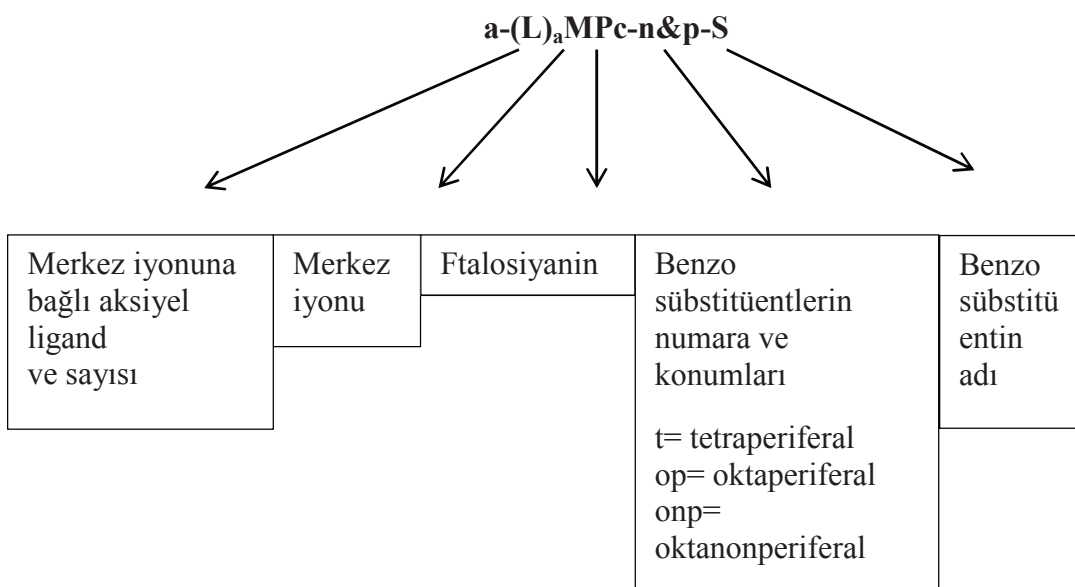 a-(L)ₐMPc-n&p-S
Merkez iyonuna
bağlı aksiyel
ligand
ve sayısı
Merkez
iyonu
Ftalosiyanin
Benzo
sübstitüentlerin
numara ve
konumları
t= tetraperiferal
op= oktaperiferal
onp=
oktanonperiferal
Benzo
sübstitü
entin
adı